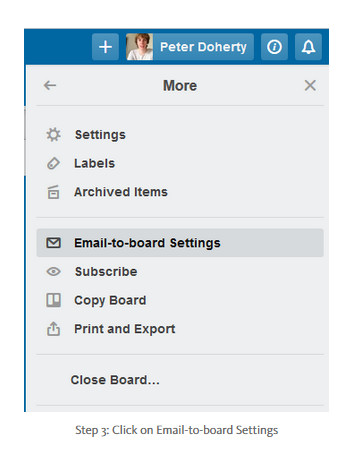 Peter Doherty
More
Settings
Labels
Archived Items
Email-to-board Settings
Subscribe
Copy Board
Print and Export
Close Board...
Step 3: Click on Email-to-board Settings